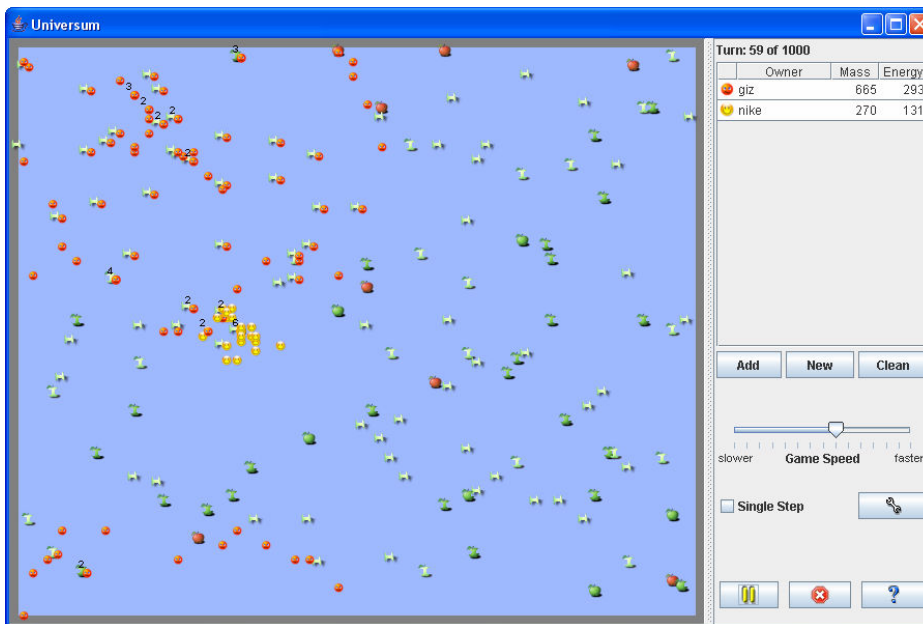 Universum
Turn: 59 of 1000
Owner Mass Energy
giz 665 293
nike 270 131
Add New Clean
slower Game Speed faster
Single Step
3
3
2
2
2
2
4
2
2
2
6
2